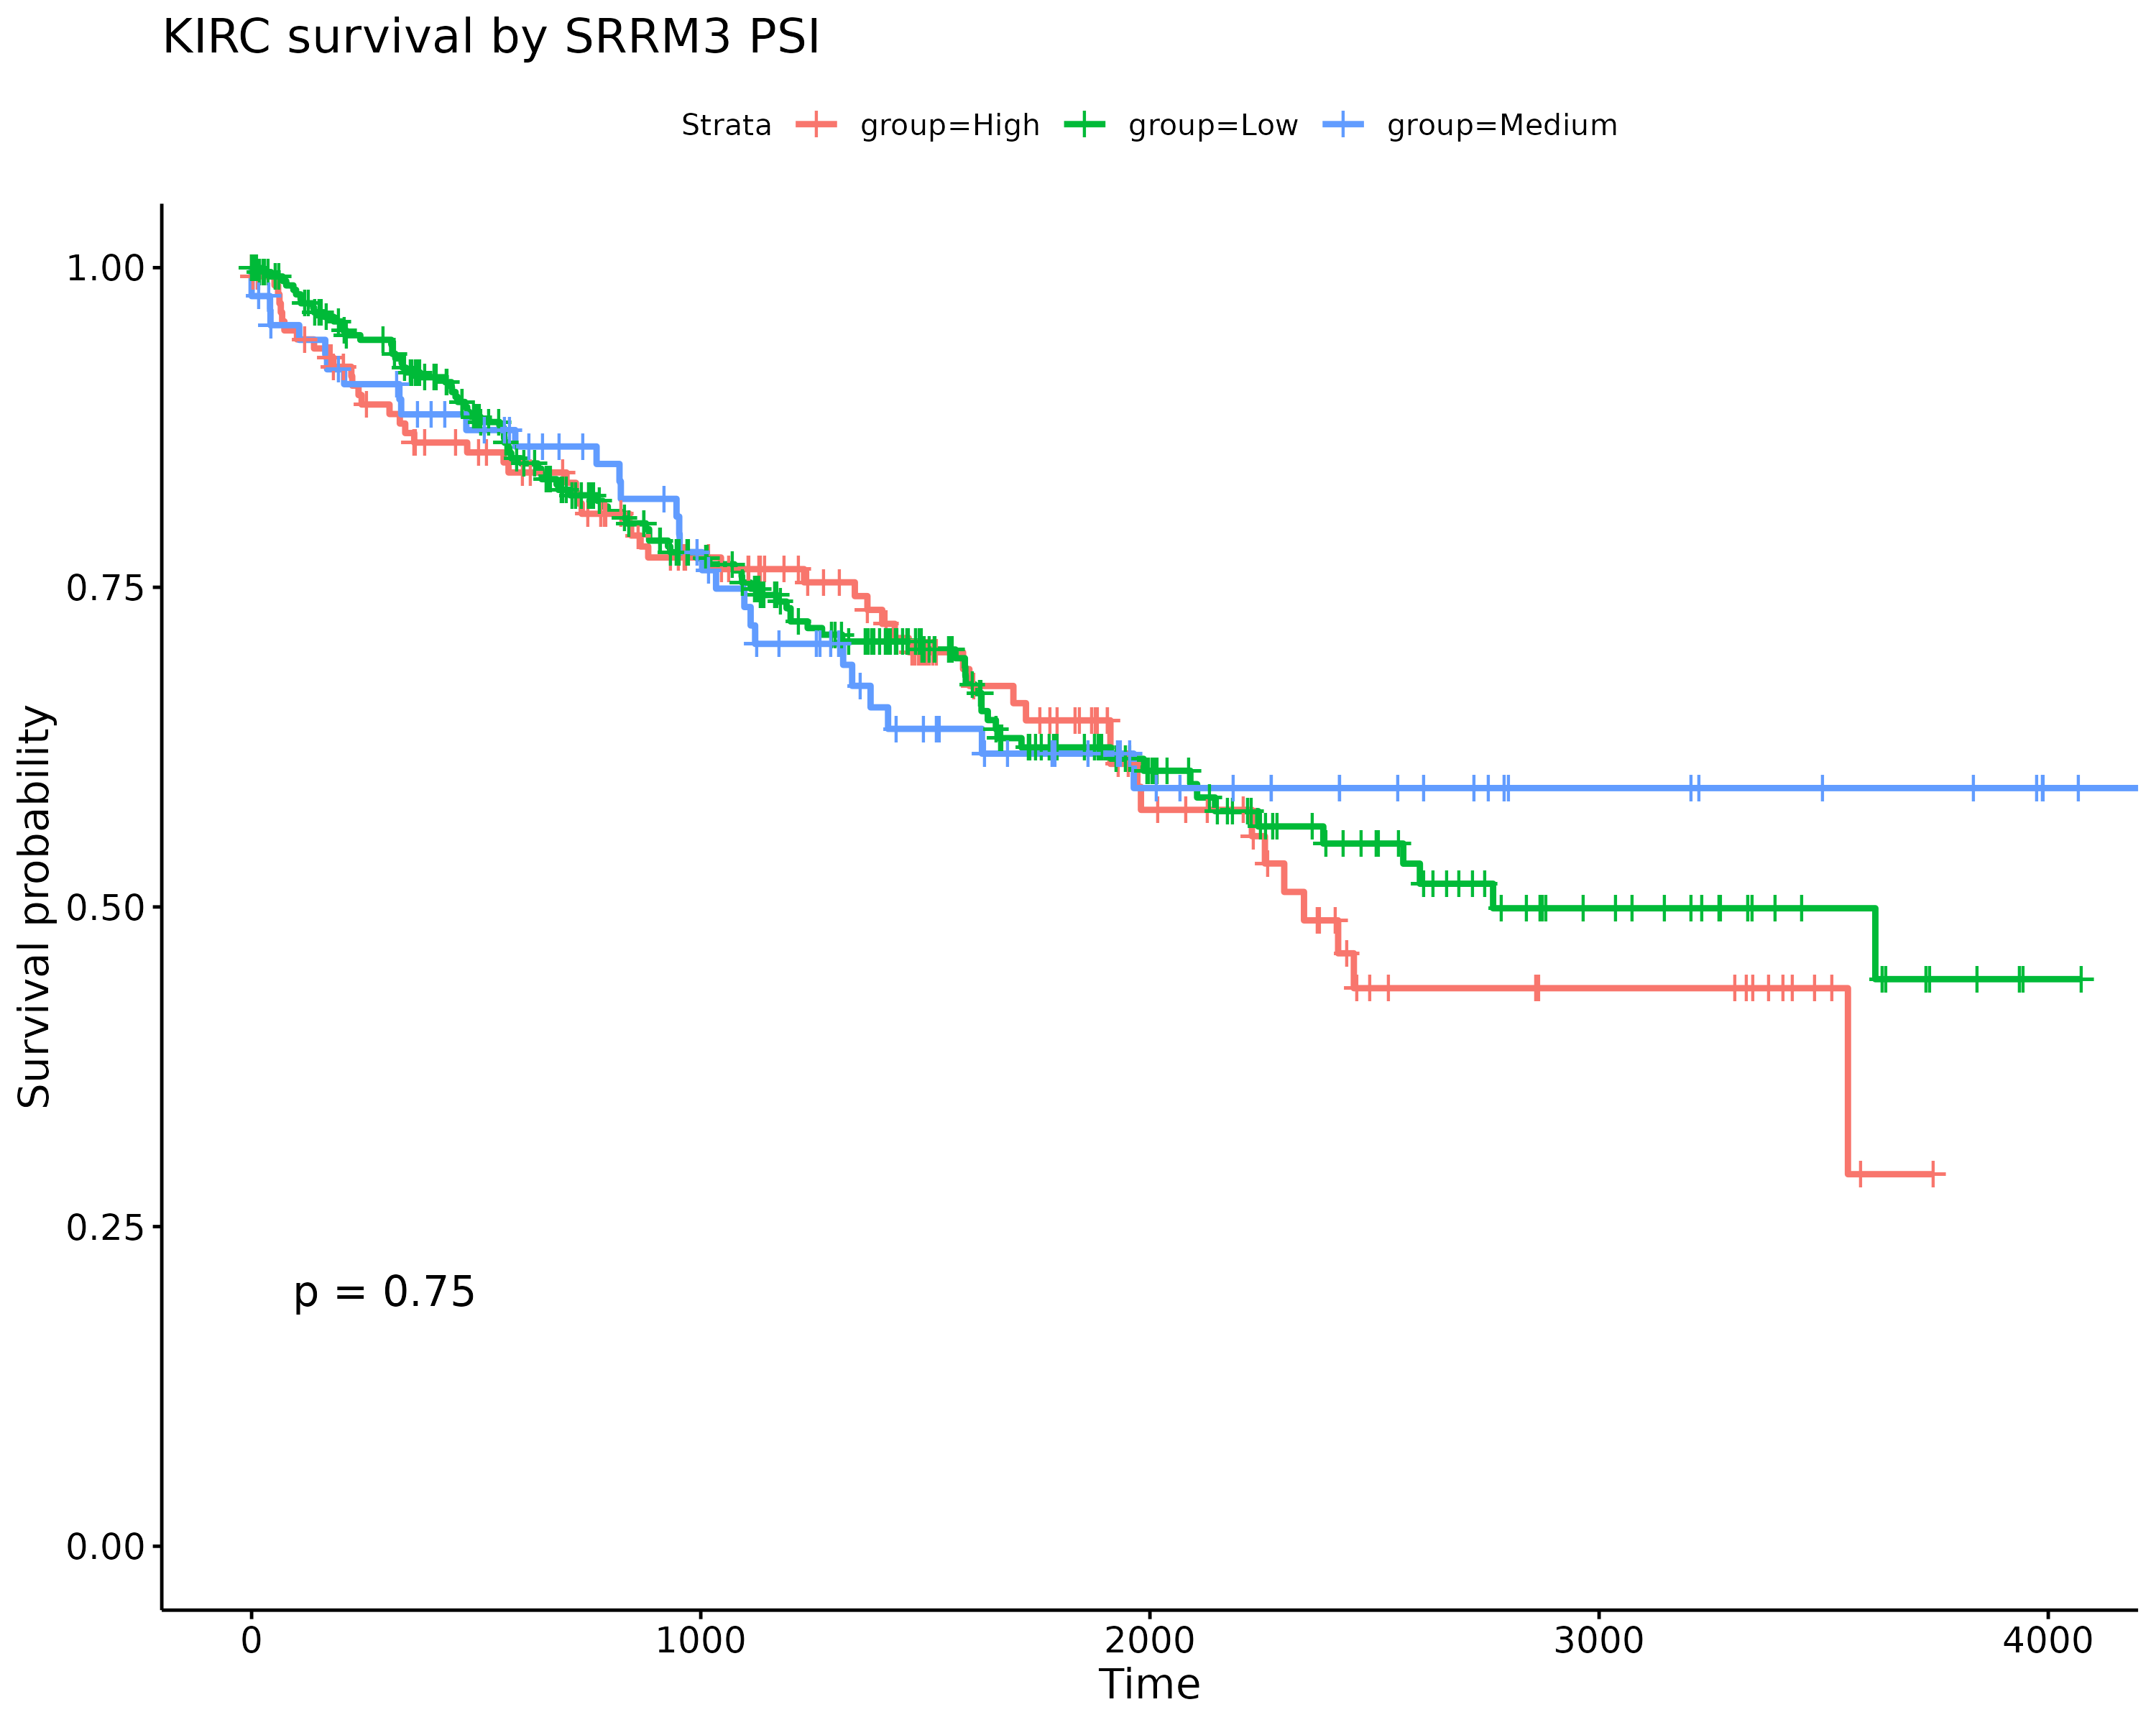 KIRC survival by SRRM3 PSI
Strata group=High group=Low group=Medium
Survival probability
1.00
0.75
0.50
0.25
0.00
p = 0.75
0 1000 2000 3000 4000
Time